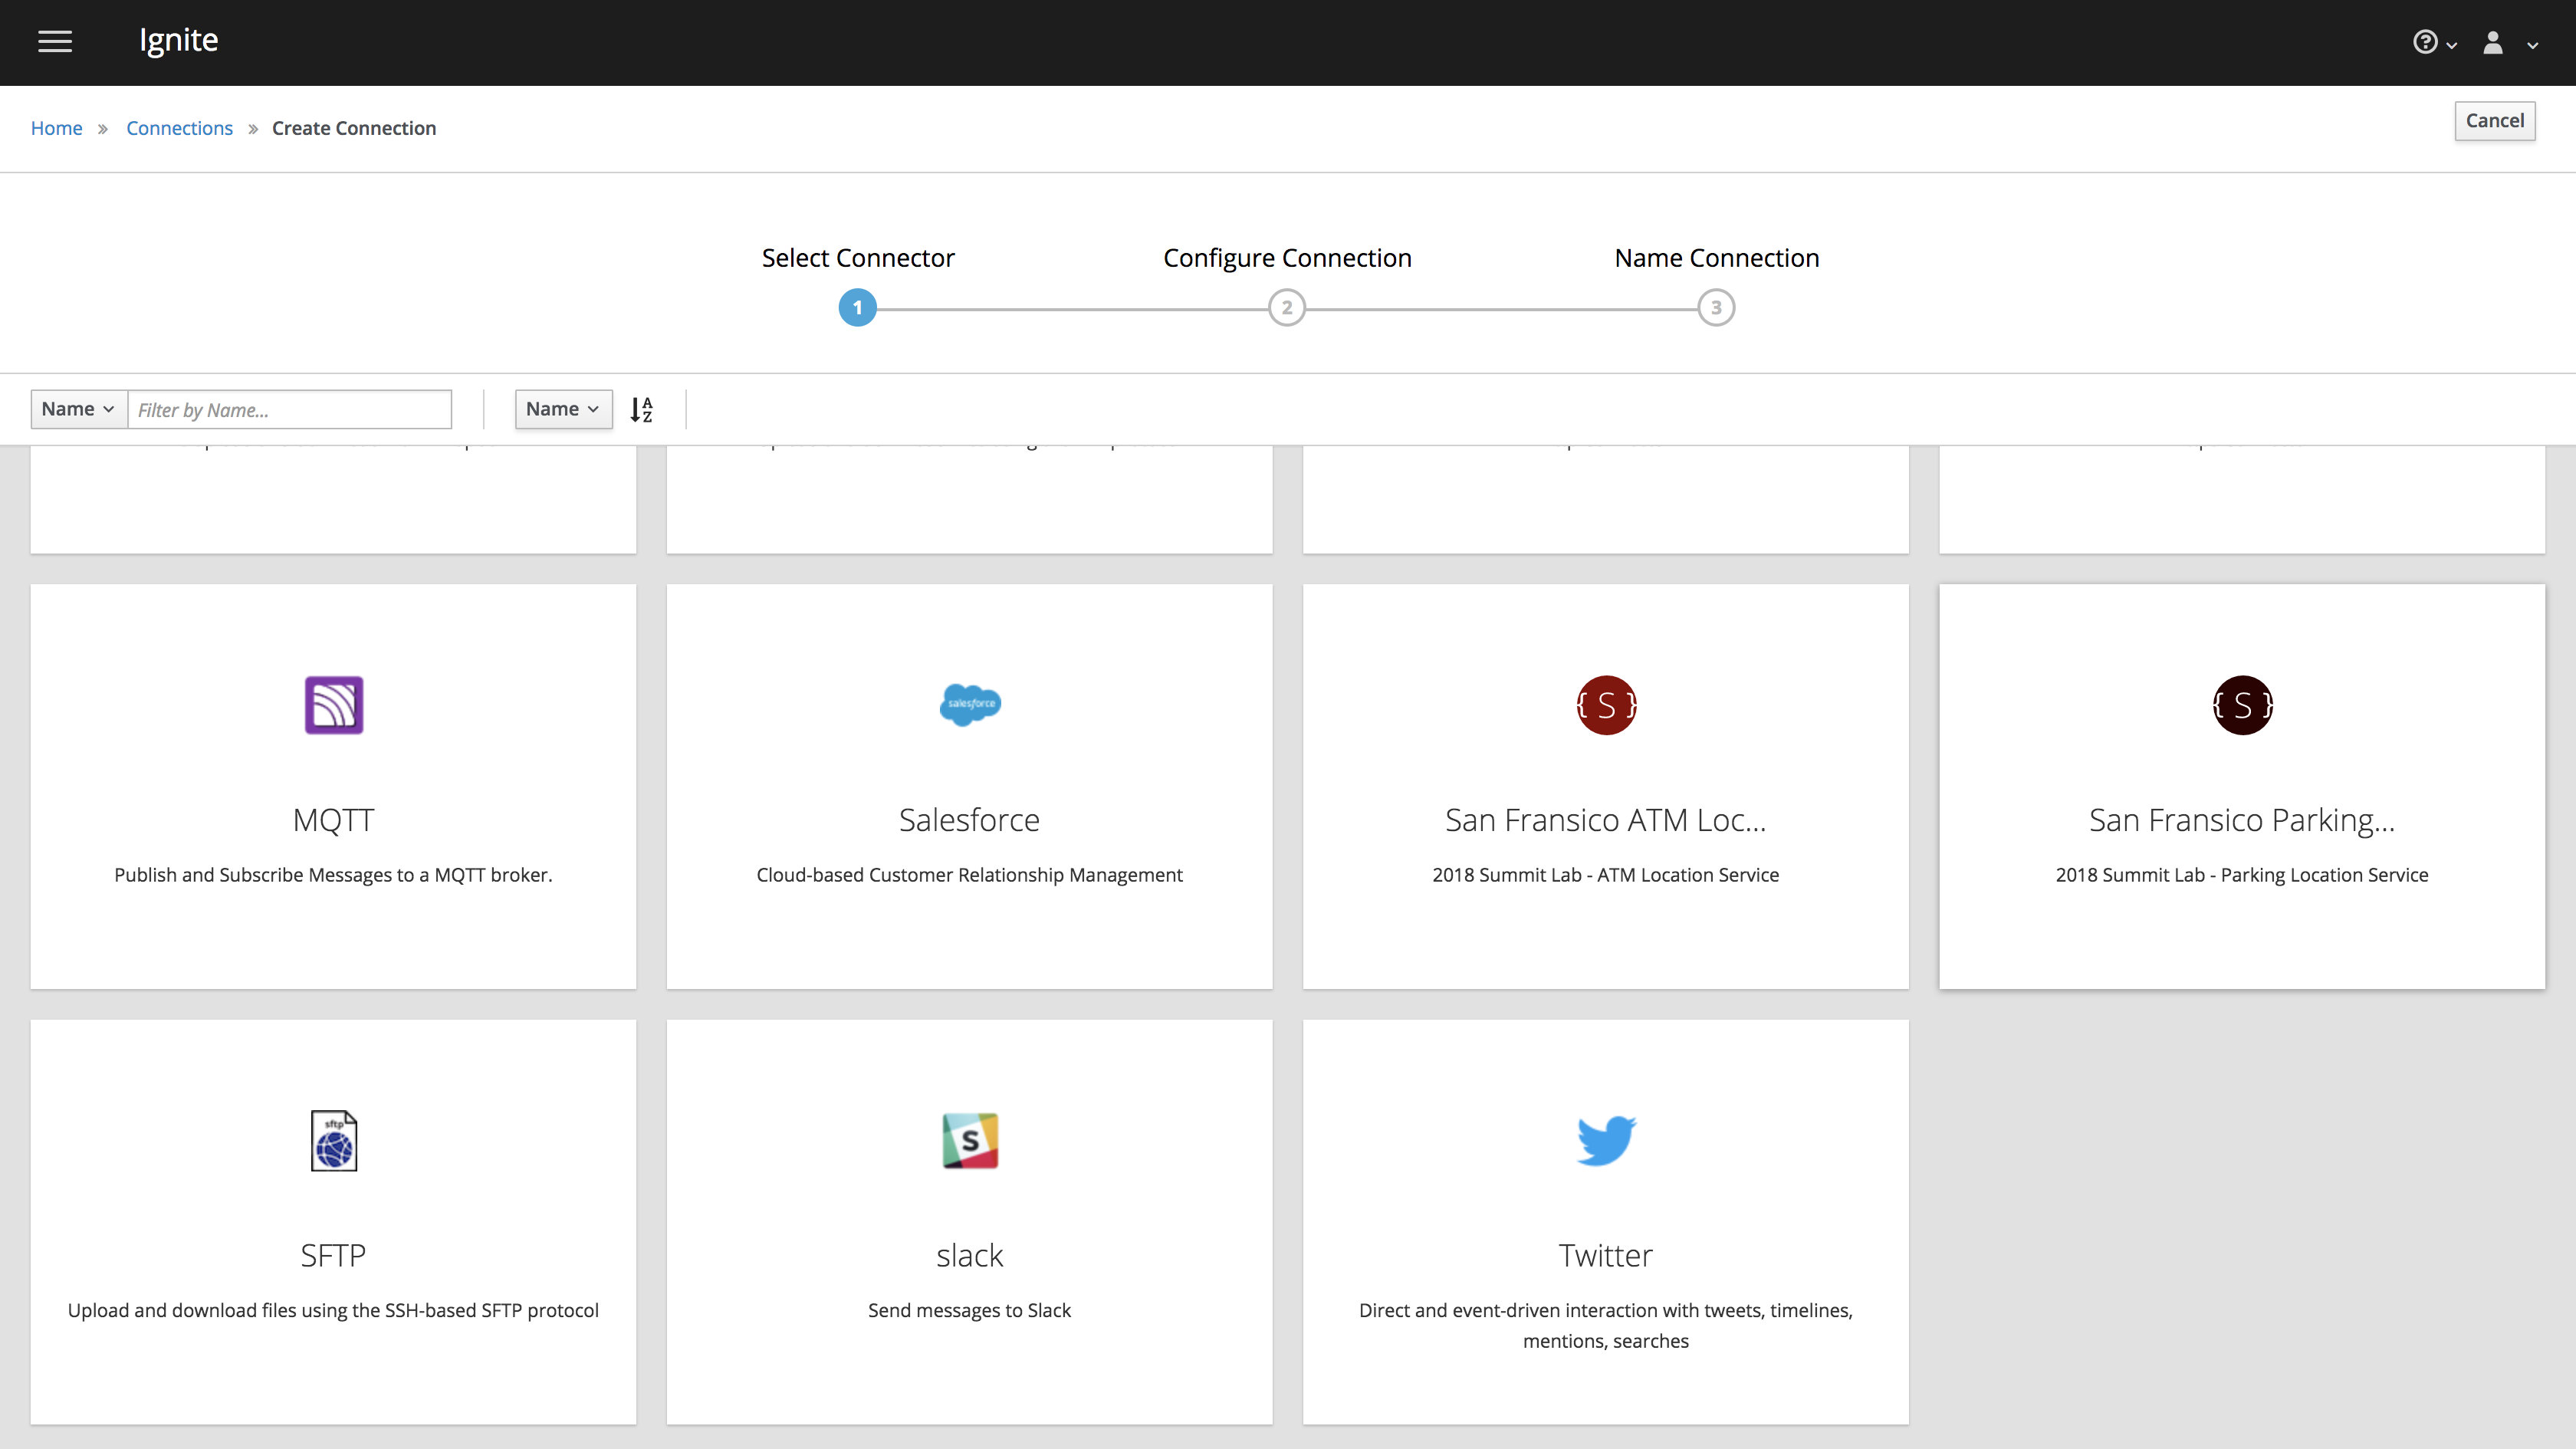 Ignite
Home » Connections » Create Connection
Cancel
Select Connector
Configure Connection
Name Connection
1
2
3
Name
Filter by Name...
Name
A
Z
salesforce
{ S }
{ S }
MQTT
Salesforce
San Fransico ATM Loc...
San Fransico Parking...
Publish and Subscribe Messages to a MQTT broker.
Cloud-based Customer Relationship Management
2018 Summit Lab - ATM Location Service
2018 Summit Lab - Parking Location Service
sftp
S
SFTP
slack
Twitter
Upload and download files using the SSH-based SFTP protocol
Send messages to Slack
Direct and event-driven interaction with tweets, timelines,
mentions, searches